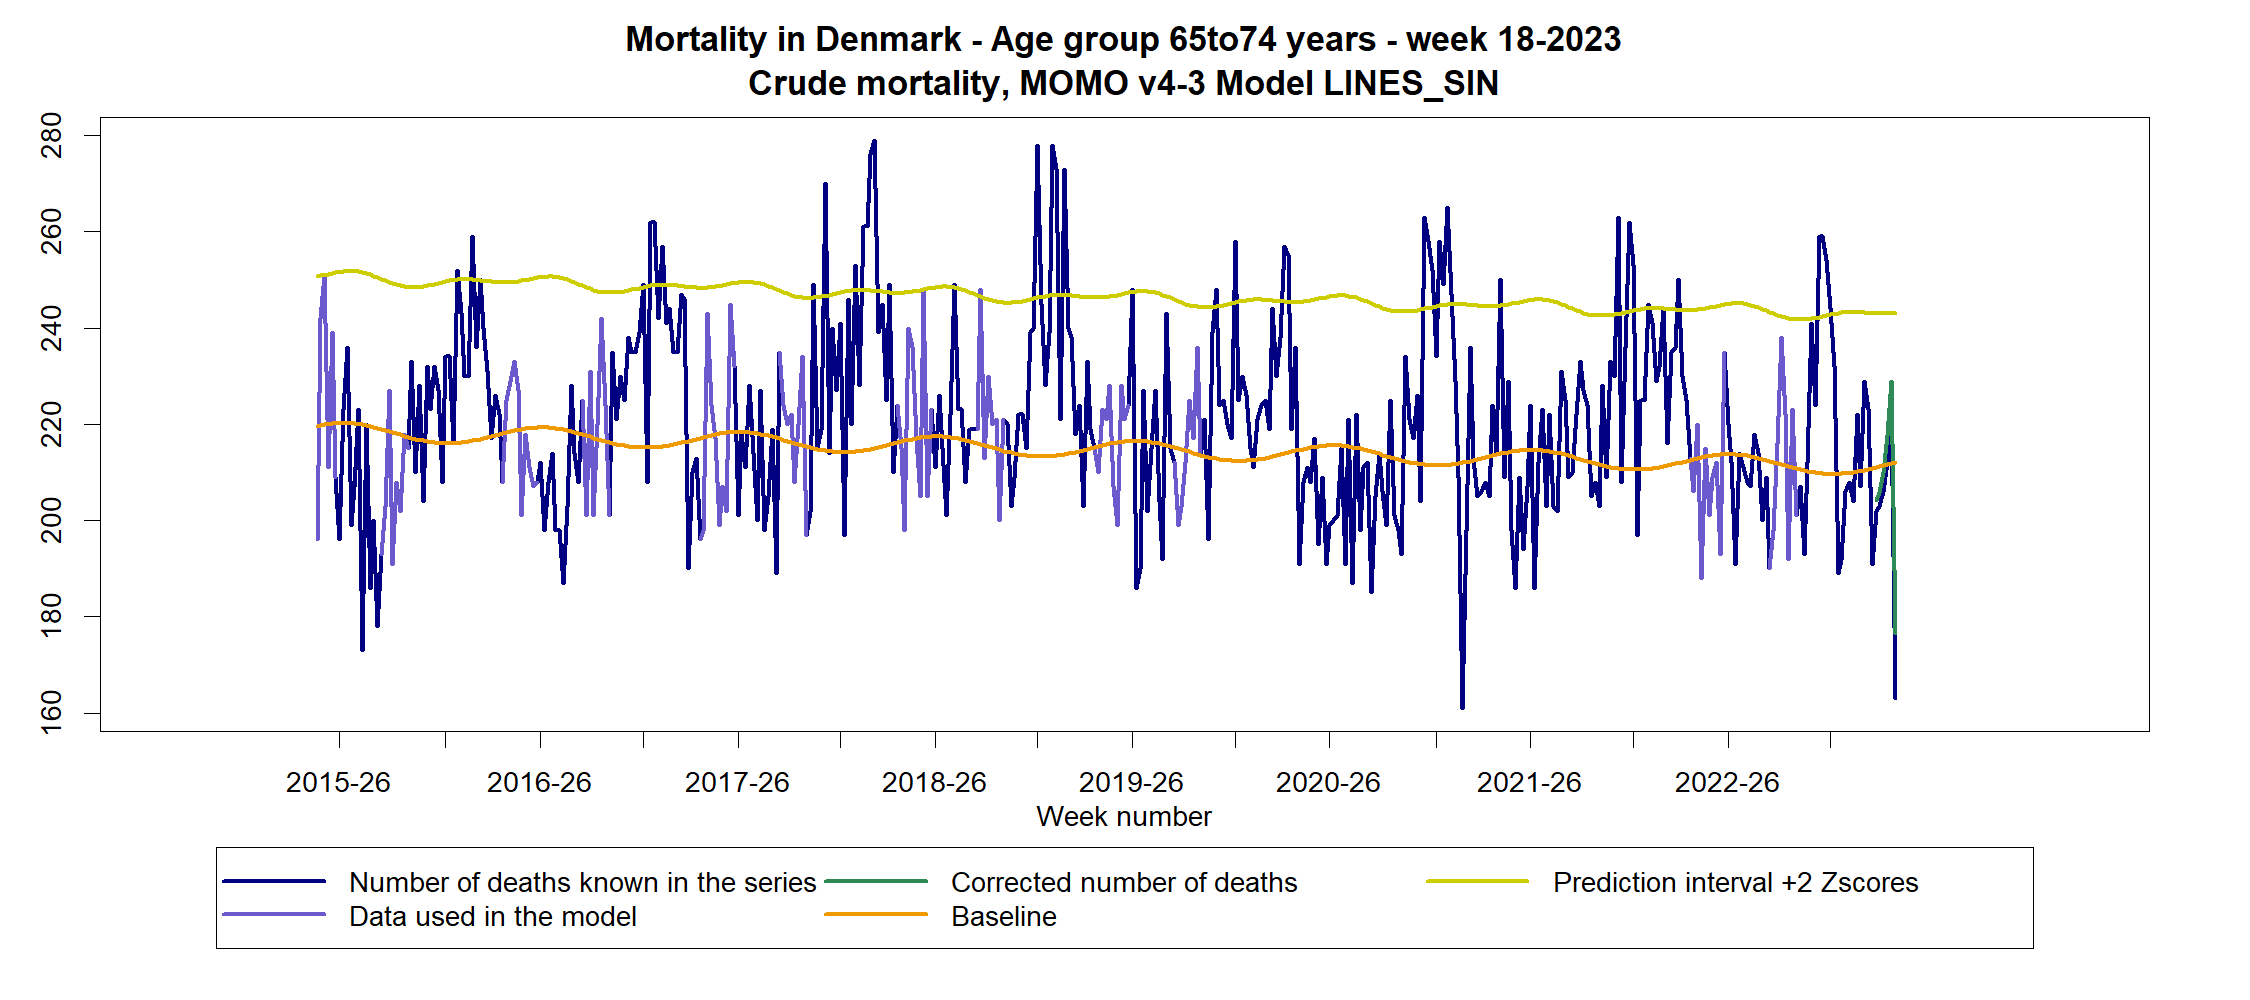 Mortality in Denmark - Age group 65to74 years - week 18-2023
Crude mortality, MOMO v4-3 Model LINES_SIN
280
260
240
220
200
180
160
2015-26 2016-26 2017-26 2018-26 2019-26 2020-26 2021-26 2022-26
Week number
Number of deaths known in the series Corrected number of deaths Prediction interval +2 Zscores
Data used in the model Baseline